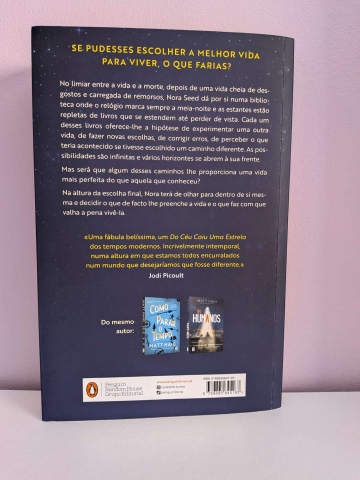 SE PUDESSES ESCOLHER A MELHOR VIDA
PARA VIVER, O QUE FARIAS?
No limiar entre a vida e a morte, depois de uma vida cheia de des-
gostos e carregada de remorsos, Nora Seed dá por si numa biblio-
teca onde o relógio marca sempre a meia-noite e as estantes estão
repletas de livros que se estendem até perder de vista. Cada um
desses livros oferece-lhe a hipótese de experimentar uma outra
vida, de fazer novas escolhas, de corrigir erros, de perceber o que
teria acontecido se tivesse escolhido um caminho diferente. As pos-
sibilidades são infinitas e vários horizontes se abrem à sua frente.
Mas será que algum desses caminhos lhe proporciona uma vida
mais perfeita do que aquela que conheceu?
Na altura da escolha final, Nora terá de olhar para dentro de si mes-
ma e decidir o que de facto lhe preenche a vida e o que faz com que
valha a pena vivê-la.
«Uma fábula belíssima, um Do Céu Caiu Uma Estrela
dos tempos modernos. Incrivelmente intemporal,
numa altura em que estamos todos encurralados
num mundo que desejaríamos que fosse diferente.»
Jodi Picoult
Do mesmo
autor:
COMO
PARAR
O
TEMPO
MATT HAIG
HUMANOS
Penguin
Random House
Grupo Editorial